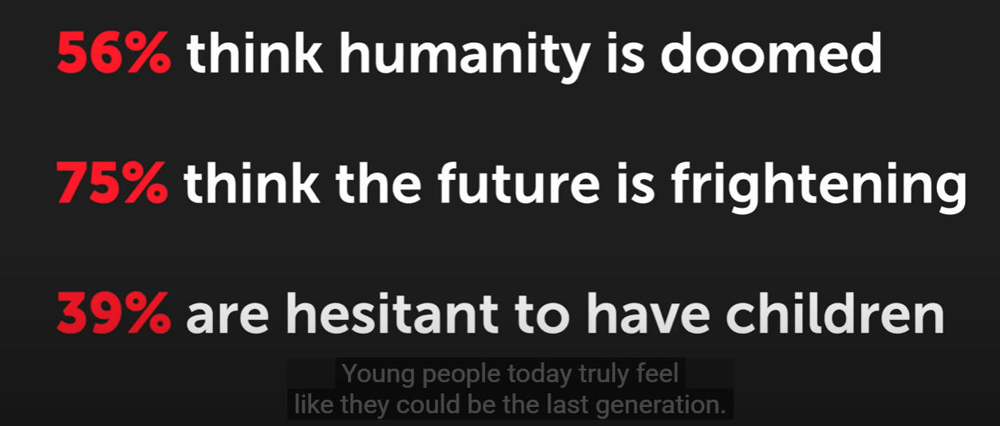 56% think humanity is doomed
75% think the future is frightening
39% are hesitant to have children
Young people today truly feel
like they could be the last generation.